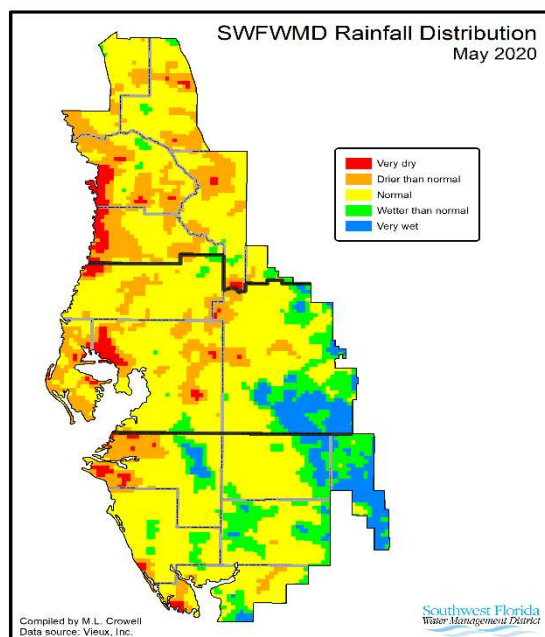 SWFWMD Rainfall Distribution
May 2020
Very dry
Drier than normal
Normal
Wetter than normal
Very wet
Compiled by M.L. Crowell
Data source: Vieux, Inc.
Southwest Florida
Water Management District